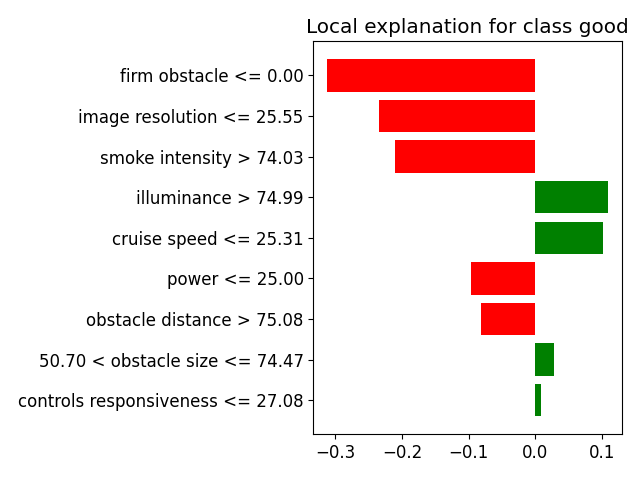 Local explanation for class good
firm obstacle <= 0.00
image resolution <= 25.55
smoke intensity > 74.03
illuminance > 74.99
cruise speed <= 25.31
power <= 25.00
obstacle distance > 75.08
50.70 < obstacle size <= 74.47
controls responsiveness <= 27.08
−0.3 −0.2 −0.1 0.0 0.1